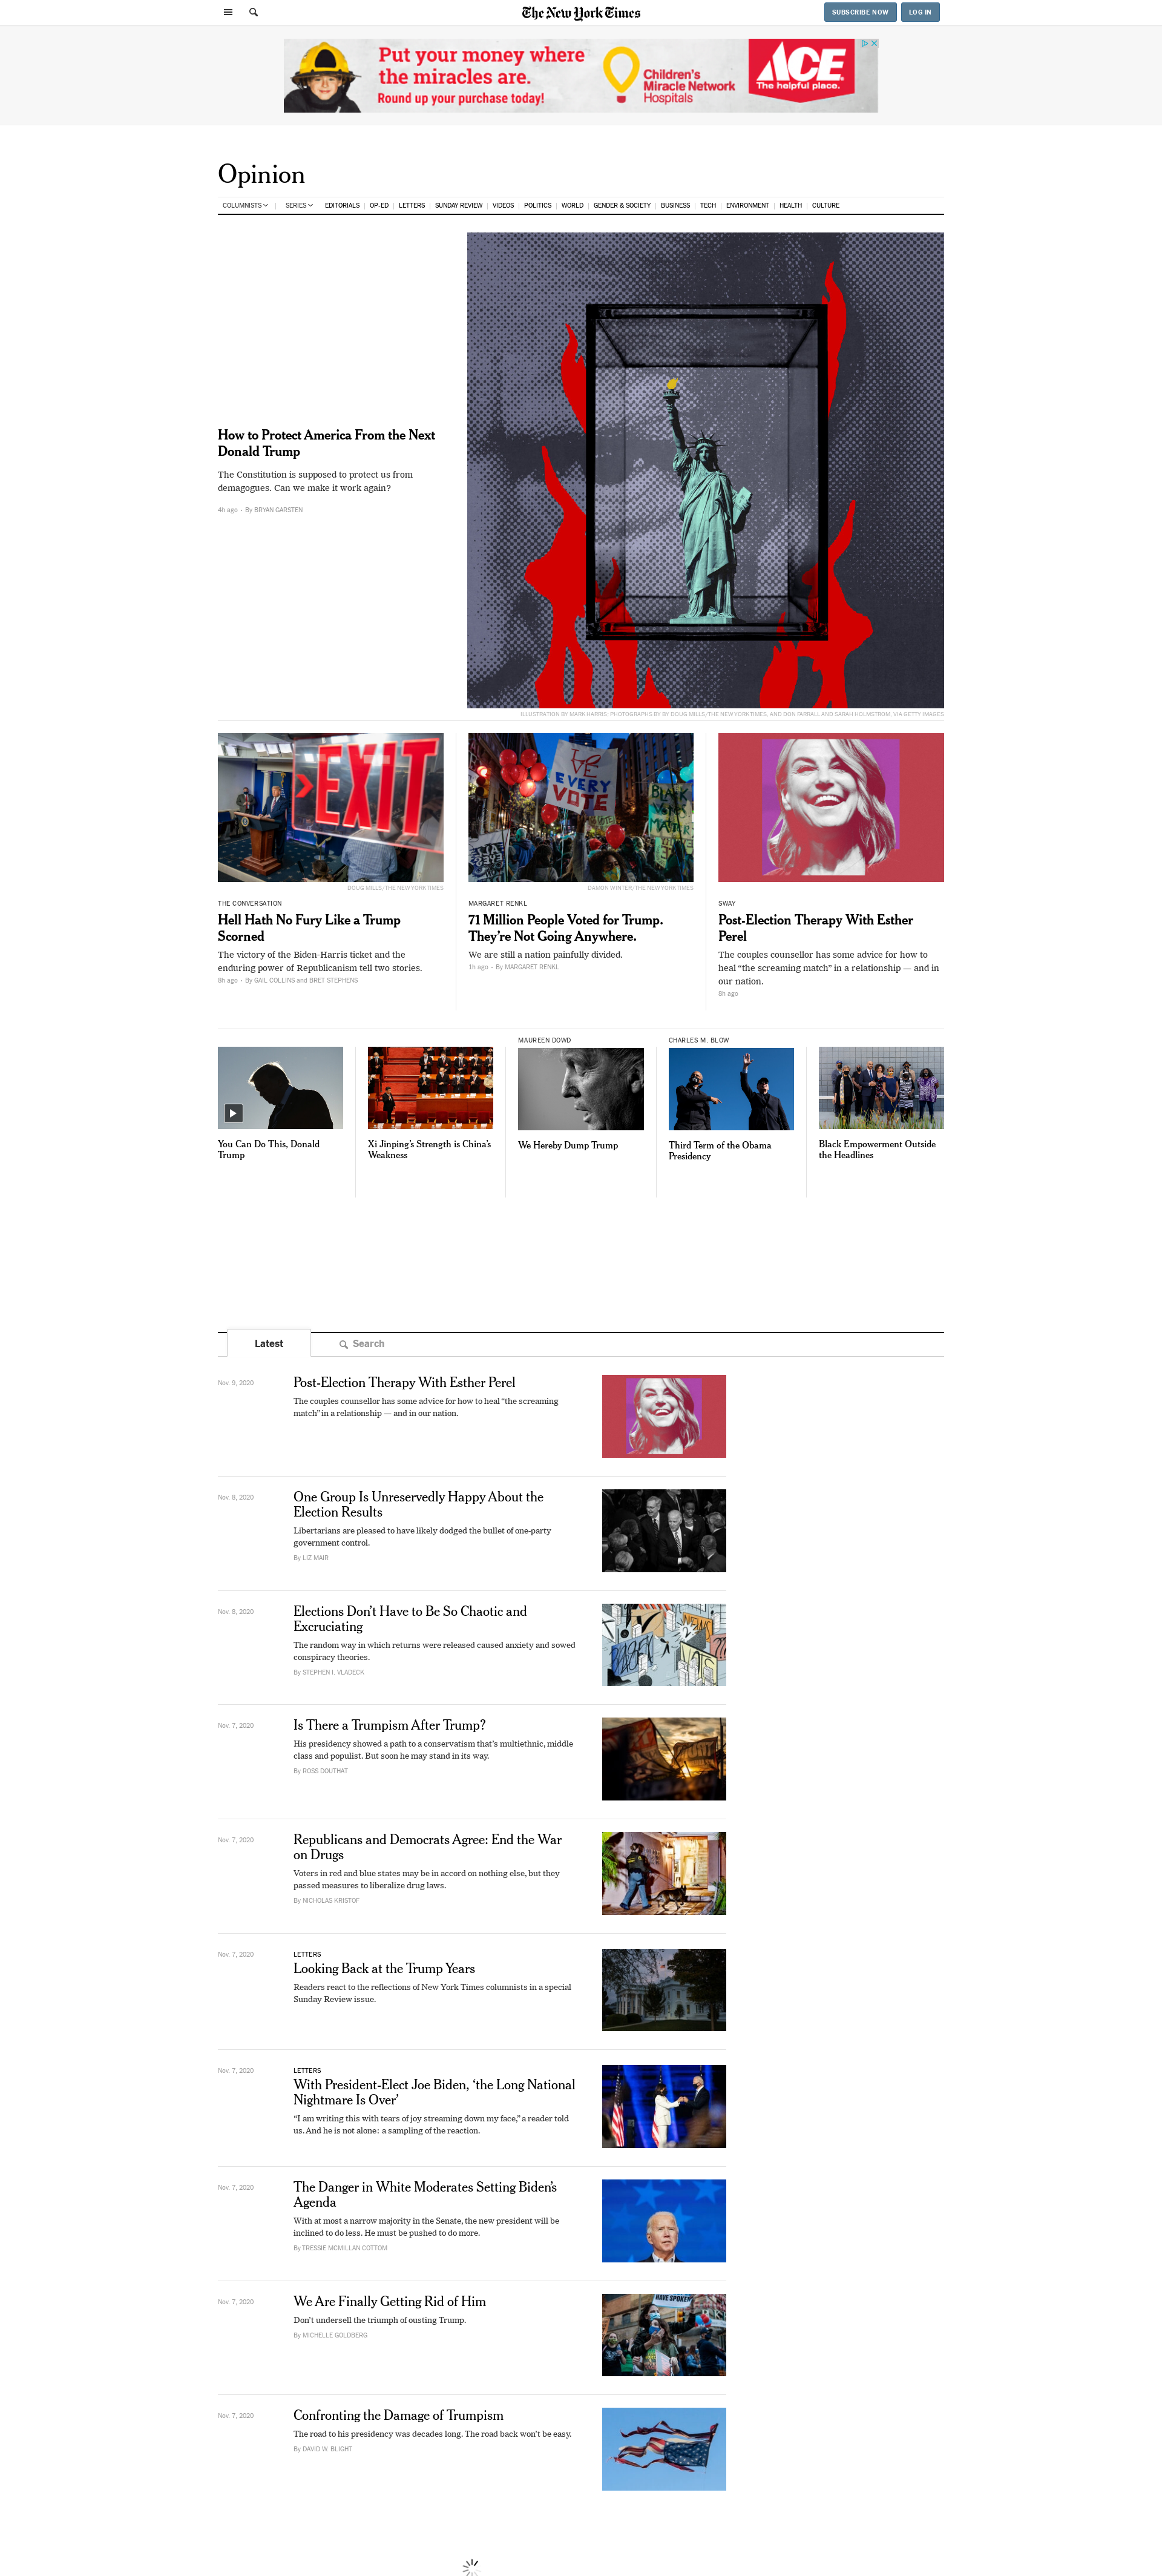 The New York Times
SUBSCRIBE NOW
LOG IN
Put your money where
the miracles are.
Round up your purchase today!
Children's
Miracle Network
Hospitals
ACE
The helpful place.
Opinion
COLUMNISTS
SERIES
EDITORIALS
OP-ED
LETTERS
SUNDAY REVIEW
VIDEOS
POLITICS
WORLD
GENDER & SOCIETY
BUSINESS
TECH
ENVIRONMENT
HEALTH
CULTURE
How to Protect America From the Next
Donald Trump
The Constitution is supposed to protect us from
demagogues. Can we make it work again?
4h ago • By BRYAN GARSTEN
ILLUSTRATION BY MARK HARRIS; PHOTOGRAPHS BY BY DOUG MILLS/THE NEW YORK TIMES, AND DON FARRALL AND SARAH HOLMSTROM, VIA GETTY IMAGES
EXIT
DOUG MILLS/THE NEW YORK TIMES
THE CONVERSATION
Hell Hath No Fury Like a Trump
Scorned
The victory of the Biden-Harris ticket and the
enduring power of Republicanism tell two stories.
8h ago • By GAIL COLLINS and BRET STEPHENS
EVERY
VOTE
BLACK
DAMON WINTER/THE NEW YORK TIMES
MARGARET RENKL
71 Million People Voted for Trump.
They're Not Going Anywhere.
We are still a nation painfully divided.
1h ago • By MARGARET RENKL
SWAY
Post-Election Therapy With Esther
Perel
The couples counsellor has some advice for how to
heal “the screaming match” in a relationship — and in
our nation.
8h ago
You Can Do This, Donald
Trump
Xi Jinping's Strength is China's
Weakness
MAUREEN DOWD
We Hereby Dump Trump
CHARLES M. BLOW
Third Term of the Obama
Presidency
Black Empowerment Outside
the Headlines
Latest
Search
Nov. 9, 2020
Post-Election Therapy With Esther Perel
The couples counsellor has some advice for how to heal “the screaming
match” in a relationship — and in our nation.
Nov. 8, 2020
One Group Is Unreservedly Happy About the
Election Results
Libertarians are pleased to have likely dodged the bullet of one-party
government control.
By LIZ MAIR
Nov. 8, 2020
Elections Don't Have to Be So Chaotic and
Excruciating
The random way in which returns were released caused anxiety and sowed
conspiracy theories.
By STEPHEN I. VLADECK
NEWS
Nov. 7, 2020
Is There a Trumpism After Trump?
His presidency showed a path to a conservatism that's multiethnic, middle
class and populist. But soon he may stand in its way.
By ROSS DOUTHAT
Nov. 7, 2020
Republicans and Democrats Agree: End the War
on Drugs
Voters in red and blue states may be in accord on nothing else, but they
passed measures to liberalize drug laws.
By NICHOLAS KRISTOF
Nov. 7, 2020
LETTERS
Looking Back at the Trump Years
Readers react to the reflections of New York Times columnists in a special
Sunday Review issue.
Nov. 7, 2020
LETTERS
With President-Elect Joe Biden, ‘the Long National
Nightmare Is Over’
“I am writing this with tears of joy streaming down my face,” a reader told
us. And he is not alone: a sampling of the reaction.
Nov. 7, 2020
The Danger in White Moderates Setting Biden's
Agenda
With at most a narrow majority in the Senate, the new president will be
inclined to do less. He must be pushed to do more.
By TRESSIE MCMILLAN COTTOM
Nov. 7, 2020
We Are Finally Getting Rid of Him
Don't undersell the triumph of ousting Trump.
By MICHELLE GOLDBERG
HAVE SPOKEN
Nov. 7, 2020
Confronting the Damage of Trumpism
The road to his presidency was decades long. The road back won't be easy.
By DAVID W. BLIGHT